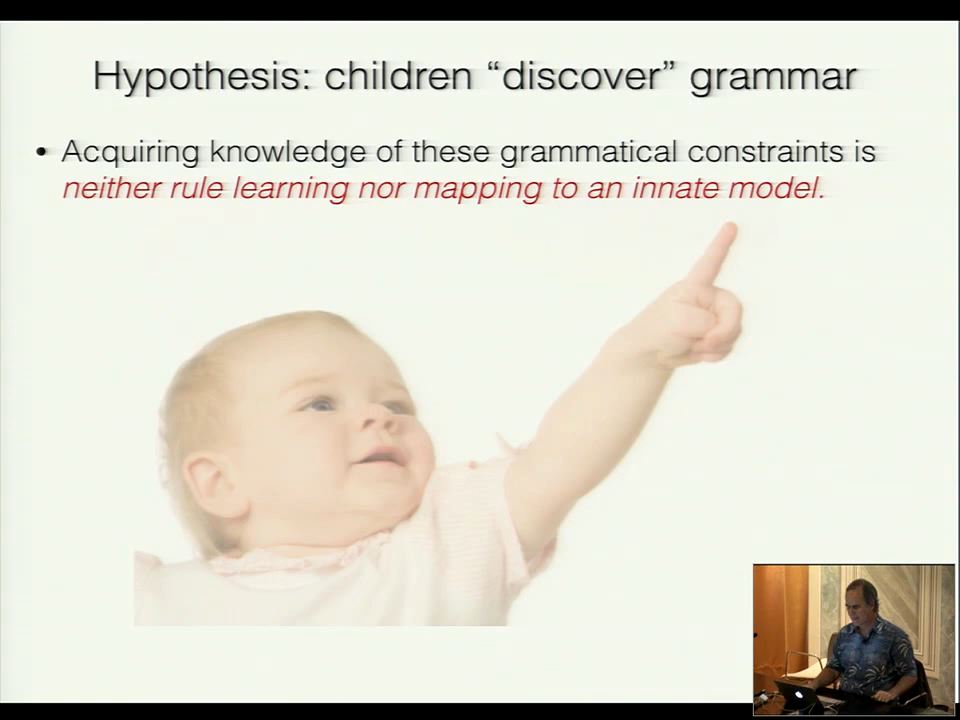 Hypothesis: children “discover” grammar
• Acquiring knowledge of these grammatical constraints is
neither rule learning nor mapping to an innate model.